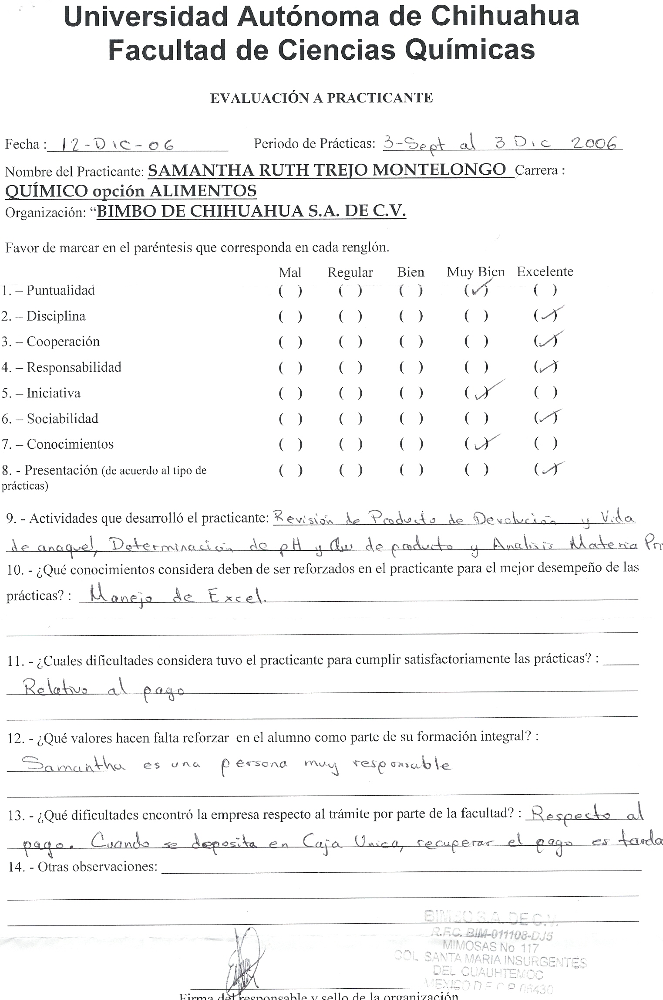 Universidad Autónoma de Chihuahua
Facultad de Ciencias Químicas
EVALUACIÓN A PRACTICANTE
Fecha : 12-Dic-06 Periodo de Prácticas: 3-Sept al 3 Dic 2006
Nombre del Practicante: SAMANTHA RUTH TREJO MONTELONGO Carrera :
QUÍMICO opción ALIMENTOS
Organización: “BIMBO DE CHIHUAHUA S.A. DE C.V.
Favor de marcar en el paréntesis que corresponda en cada renglón.
Mal Regular Bien Muy Bien Excelente
1. – Puntualidad ( ) ( ) ( ) (✓) ( )
2. – Disciplina ( ) ( ) ( ) ( ) (✓)
3. – Cooperación ( ) ( ) ( ) ( ) (✓)
4. – Responsabilidad ( ) ( ) ( ) ( ) (✓)
5. – Iniciativa ( ) ( ) ( ) (✓) ( )
6. – Sociabilidad ( ) ( ) ( ) ( ) (✓)
7. – Conocimientos ( ) ( ) ( ) (✓) ( )
8. - Presentación (de acuerdo al tipo de ( ) ( ) ( ) ( ) (✓)
prácticas)
9. - Actividades que desarrolló el practicante: Revisión de Producto de Devolución y Vida
de anaquel, Determinación de pH y Aw de producto y Analisis Materia Pri
10. - ¿Qué conocimientos considera deben de ser reforzados en el practicante para el mejor desempeño de las
prácticas? : Manejo de Excel.
11. - ¿Cuales dificultades considera tuvo el practicante para cumplir satisfactoriamente las prácticas? :
Relativo al pago
12. - ¿Qué valores hacen falta reforzar en el alumno como parte de su formación integral? :
Samantha es una persona muy responsable
13. - ¿Qué dificultades encontró la empresa respecto al trámite por parte de la facultad? : Respecto al
pago. Cuando se deposita en Caja Unica, recuperar el pago es tarda
14. - Otras observaciones:
BIMBO S.A. DE C.V.
R.F.C. BIM-011108-DJ5
MIMOSAS No 117
COL SANTA MARIA INSURGENTES
DEL CUAUHTEMOC
MEXICO D F C P 06430
Firma del responsable y sello de la organización